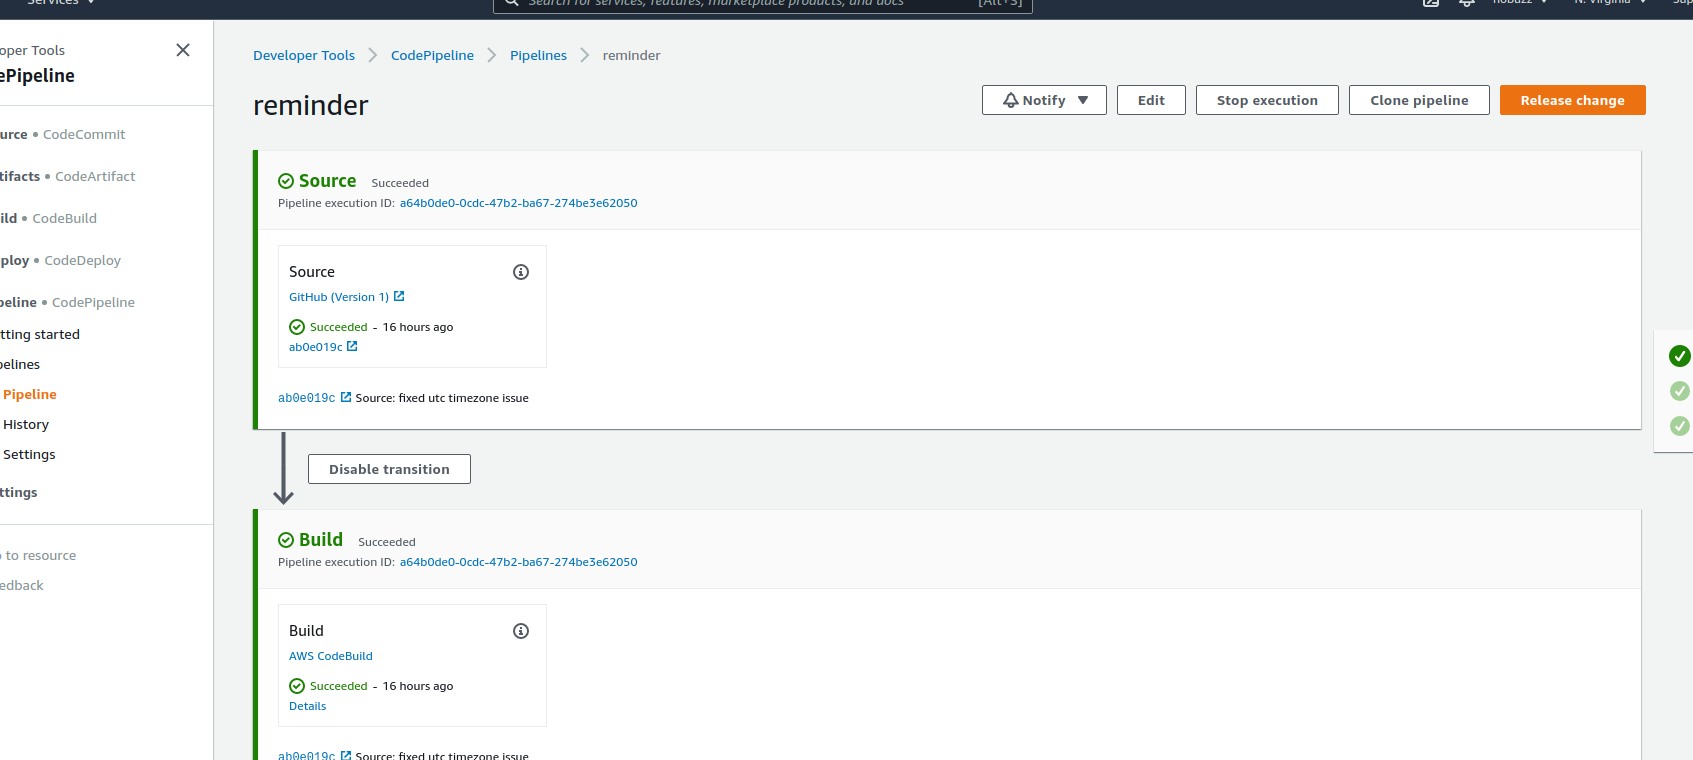 Services
Search for services, features, marketplace products, and docs [Alt+S]
N. Virginia
oper Tools
ePipeline
urce • CodeCommit
tifacts • CodeArtifact
ild • CodeBuild
ploy • CodeDeploy
peline • CodePipeline
tting started
pelines
Pipeline
History
Settings
ttings
to resource
edback
Developer Tools > CodePipeline > Pipelines > reminder
reminder
Notify
Edit
Stop execution
Clone pipeline
Release change
Source Succeeded
Pipeline execution ID: a64b0de0-0cdc-47b2-ba67-274be3e62050
Source
GitHub (Version 1)
Succeeded - 16 hours ago
ab0e019c
ab0e019c Source: fixed utc timezone issue
Disable transition
Build Succeeded
Pipeline execution ID: a64b0de0-0cdc-47b2-ba67-274be3e62050
Build
AWS CodeBuild
Succeeded - 16 hours ago
Details
ab0e019c Source: fixed utc timezone issue